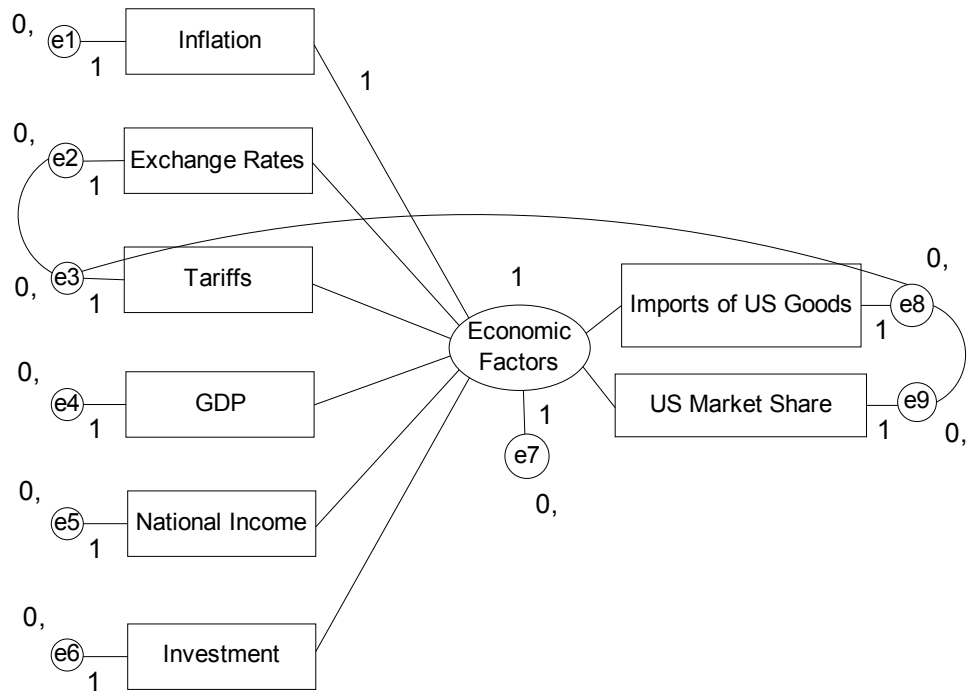 0,
e1
1
Inflation
1
0,
e2
1
Exchange Rates
0,
e3
1
Tariffs
0,
e4
1
GDP
0,
e5
1
National Income
0,
e6
1
Investment
1
Economic
Factors
1
e7
0,
Imports of US Goods
1
e8
0,
US Market Share
1
e9
0,